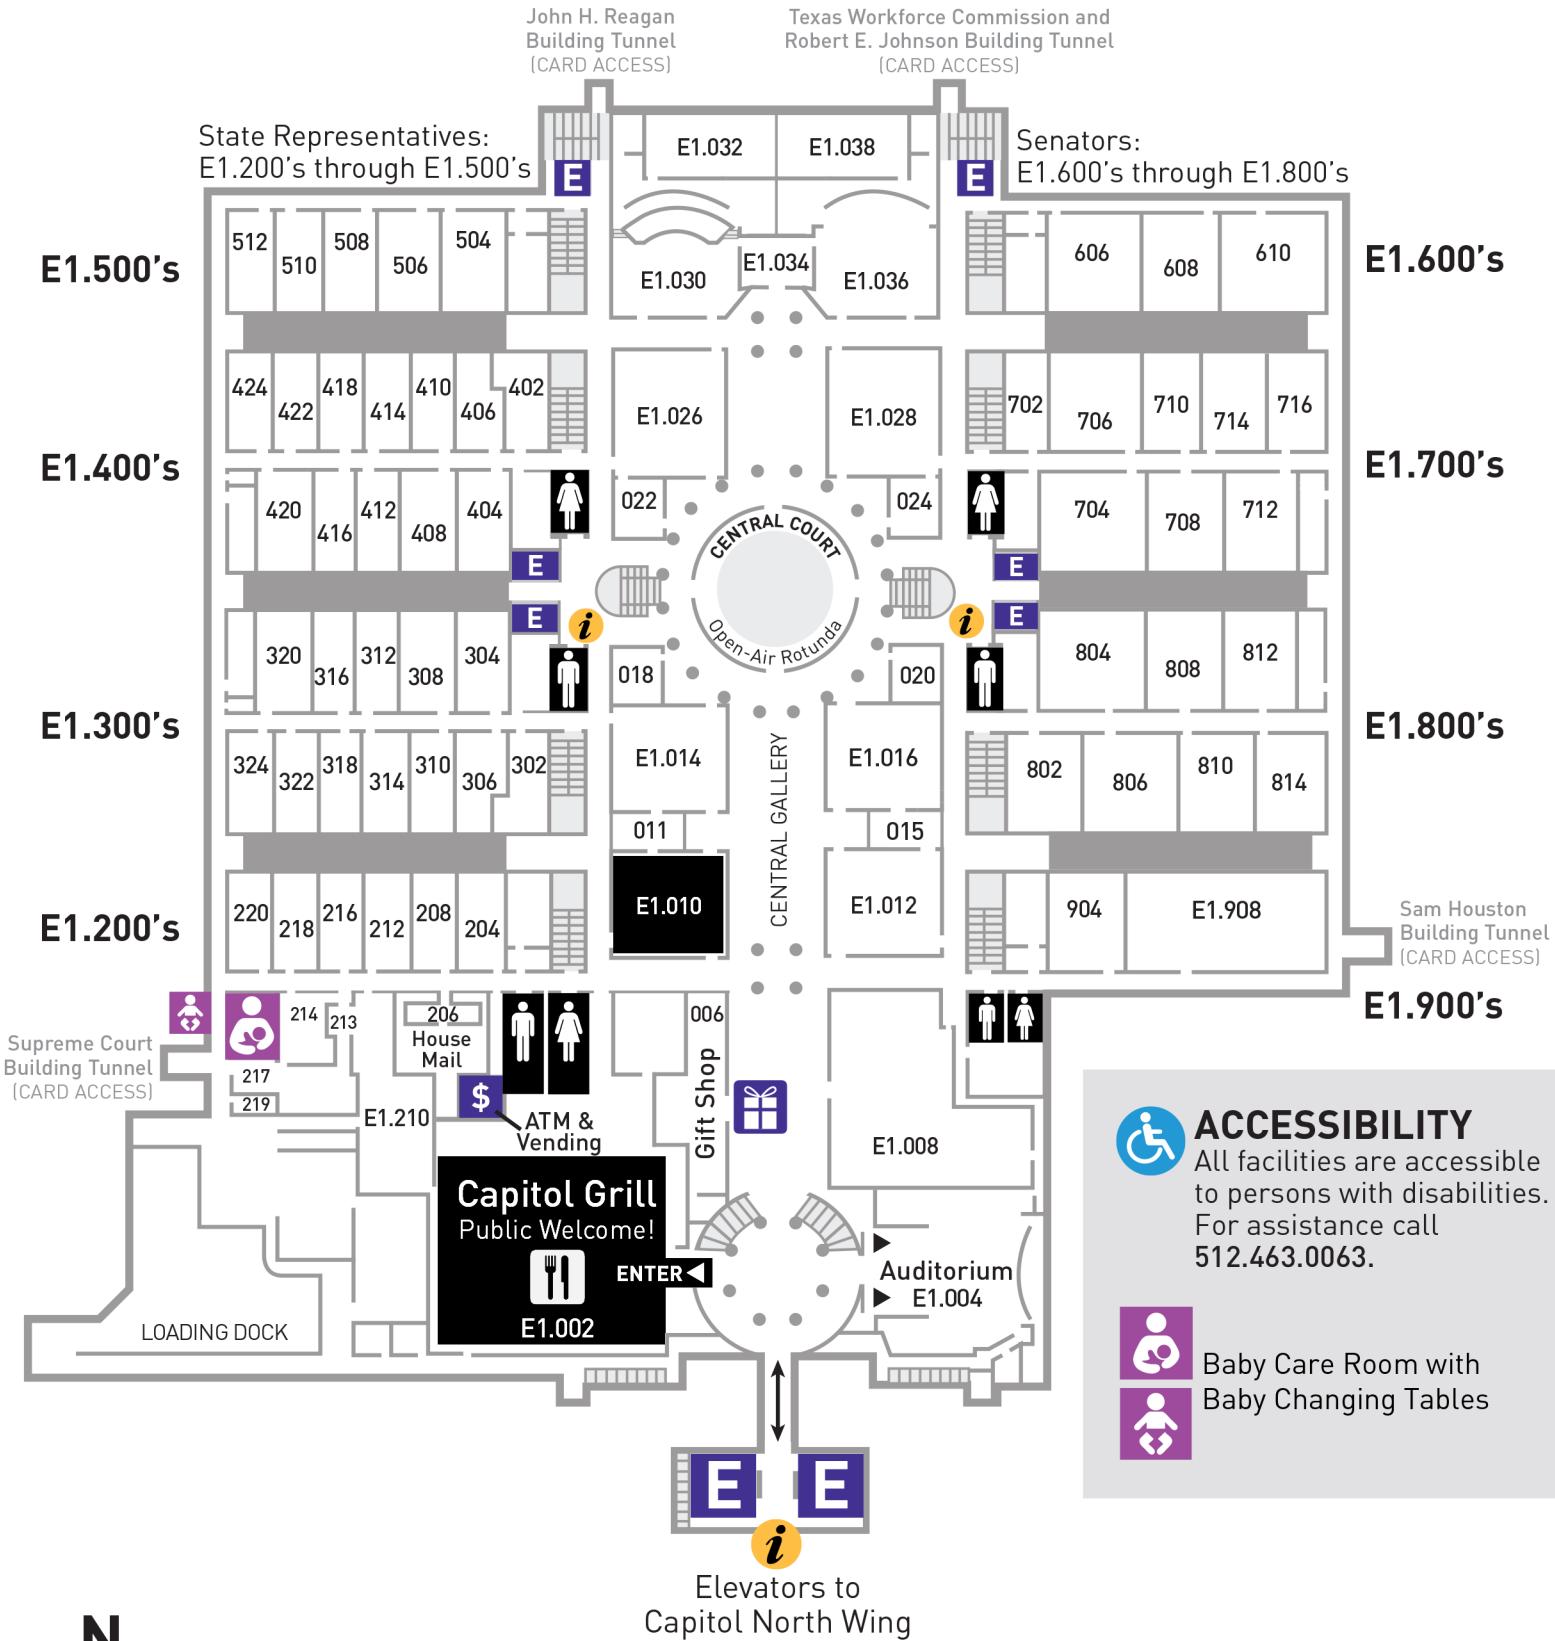 John H. Reagan
Building Tunnel
(CARD ACCESS)
Texas Workforce Commission and
Robert E. Johnson Building Tunnel
(CARD ACCESS)
State Representatives:
E1.200's through E1.500's
Senators:
E1.600's through E1.800's
E
E
E1.032
E1.038
E1.030
E1.034
E1.036
E1.500's
512
510
508
506
504
606
608
610
E1.600's
424
422
418
414
410
406
402
E1.026
E1.028
702
706
710
714
716
E1.400's
E1.700's
420
416
412
408
404
022
024
704
708
712
E
E
E
E
CENTRAL COURT
Open-Air Rotunda
i
i
320
316
312
308
304
018
020
804
808
812
E1.300's
E1.800's
324
322
318
314
310
306
302
E1.014
E1.016
802
806
810
814
011
015
CENTRAL GALLERY
E1.200's
220
218
216
212
208
204
E1.010
E1.012
904
E1.908
Sam Houston
Building Tunnel
(CARD ACCESS)
E1.900's
Supreme Court
Building Tunnel
(CARD ACCESS)
214
213
206
House
Mail
217
219
E1.210
$
ATM &
Vending
006
Gift Shop
E1.008
Capitol Grill
Public Welcome!
ENTER
E1.002
Auditorium
E1.004
LOADING DOCK
ACCESSIBILITY
All facilities are accessible
to persons with disabilities.
For assistance call
512.463.0063.
Baby Care Room with
Baby Changing Tables
E
E
i
Elevators to
Capitol North Wing
N